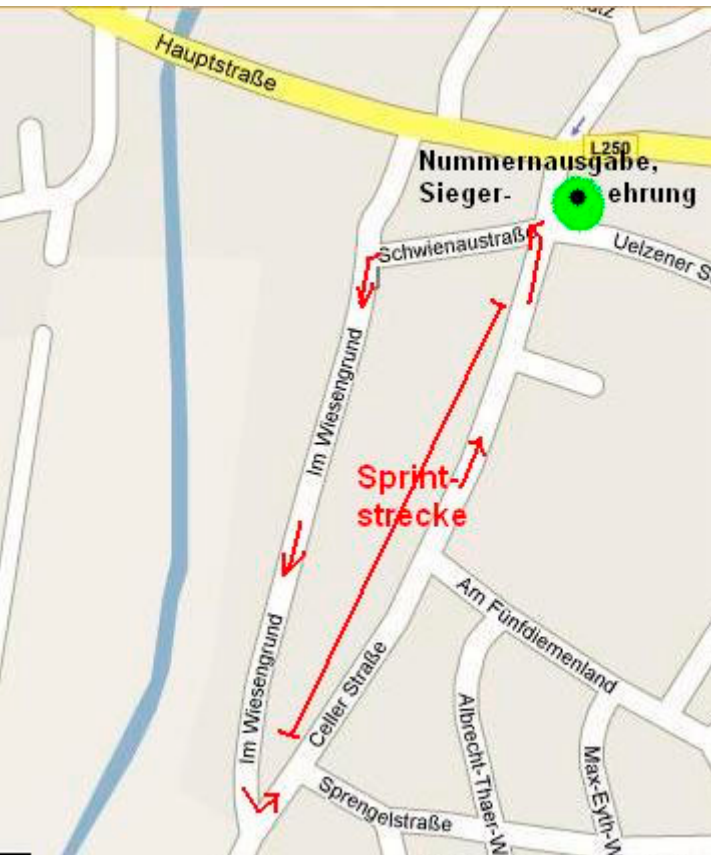 Hauptstraße
L250
Nummernausgabe,
Sieger- ehrung
Schwienaustraße
Uelzener S
Im Wiesengrund
Sprint-
strecke
Am Fünfdiemenland
Im Wiesengrund
Celler Straße
Albrecht-Thaer-W
Max-Eyth-W
Sprengelstraße